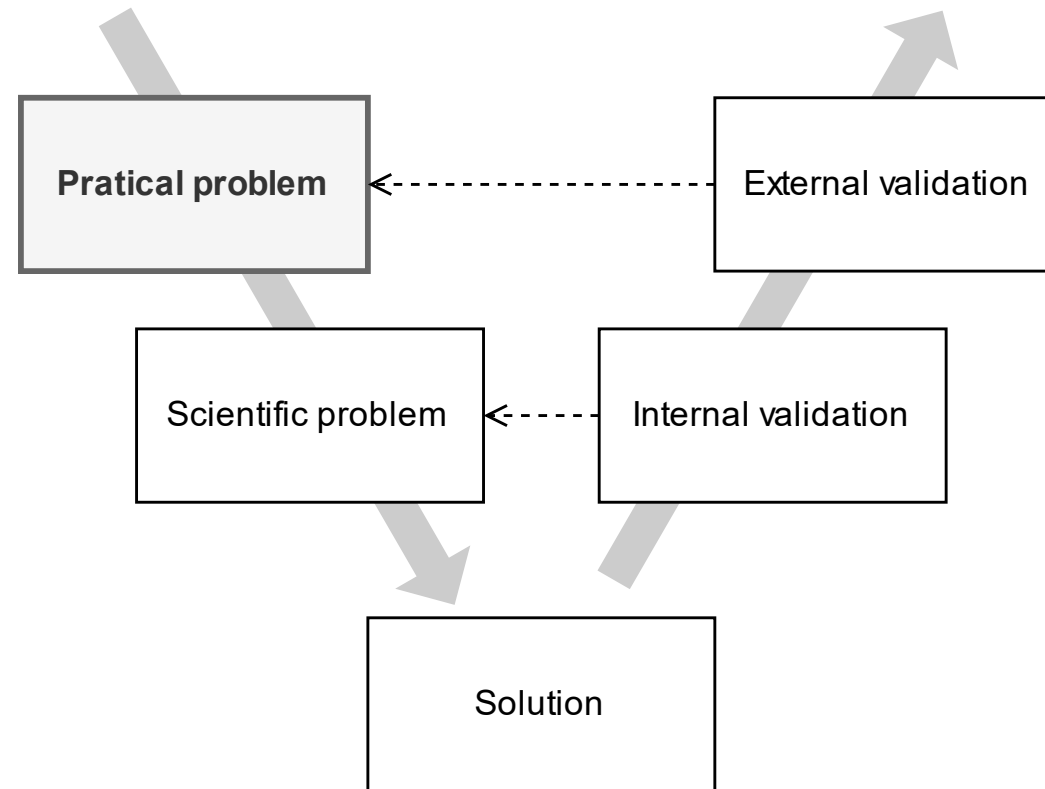 Pratical problem
External validation
Scientific problem
Internal validation
Solution